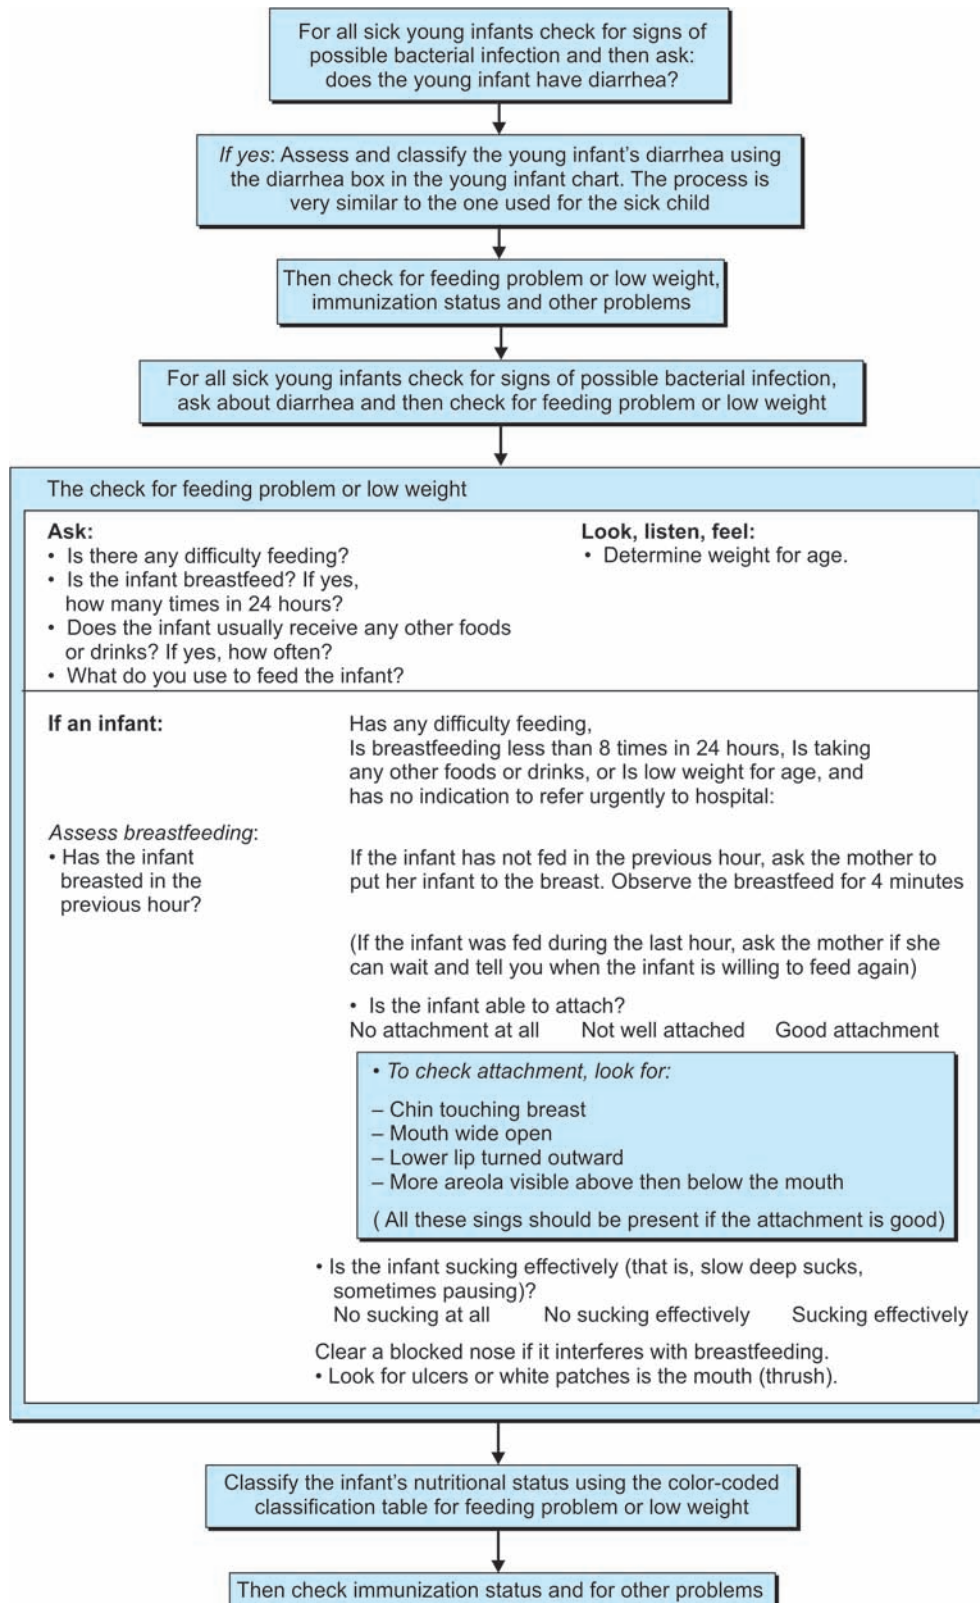 For all sick young infants check for signs of
possible bacterial infection and then ask:
does the young infant have diarrhea?
If yes: Assess and classify the young infant's diarrhea using
the diarrhea box in the young infant chart. The process is
very similar to the one used for the sick child
Then check for feeding problem or low weight,
immunization status and other problems
For all sick young infants check for signs of possible bacterial infection,
ask about diarrhea and then check for feeding problem or low weight
The check for feeding problem or low weight
Ask:
• Is there any difficulty feeding?
• Is the infant breastfeed? If yes,
how many times in 24 hours?
• Does the infant usually receive any other foods
or drinks? If yes, how often?
• What do you use to feed the infant?
Look, listen, feel:
• Determine weight for age.
If an infant:
Has any difficulty feeding,
Is breastfeeding less than 8 times in 24 hours, Is taking
any other foods or drinks, or Is low weight for age, and
has no indication to refer urgently to hospital:
Assess breastfeeding:
• Has the infant
breasted in the
previous hour?
If the infant has not fed in the previous hour, ask the mother to
put her infant to the breast. Observe the breastfeed for 4 minutes
(If the infant was fed during the last hour, ask the mother if she
can wait and tell you when the infant is willing to feed again)
• Is the infant able to attach?
No attachment at all Not well attached Good attachment
• To check attachment, look for:
– Chin touching breast
– Mouth wide open
– Lower lip turned outward
– More areola visible above then below the mouth
( All these sings should be present if the attachment is good)
• Is the infant sucking effectively (that is, slow deep sucks,
sometimes pausing)?
No sucking at all No sucking effectively Sucking effectively
Clear a blocked nose if it interferes with breastfeeding.
• Look for ulcers or white patches is the mouth (thrush).
Classify the infant's nutritional status using the color-coded
classification table for feeding problem or low weight
Then check immunization status and for other problems